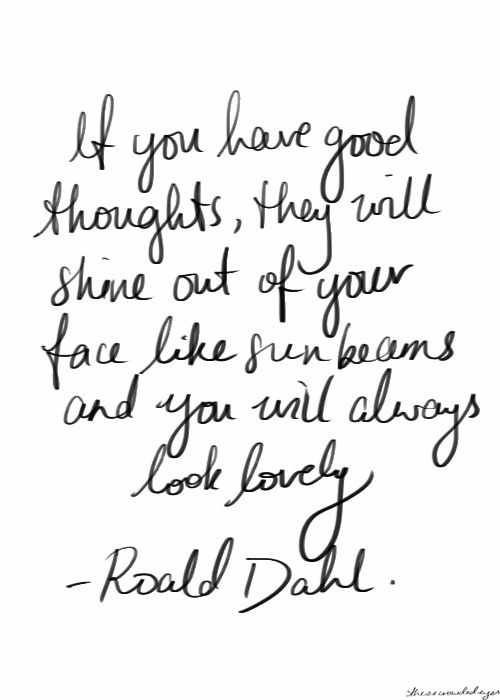 If you have good
thoughts, they will
shine out of your
face like sunbeams
and you will always
look lovely
- Roald Dahl.